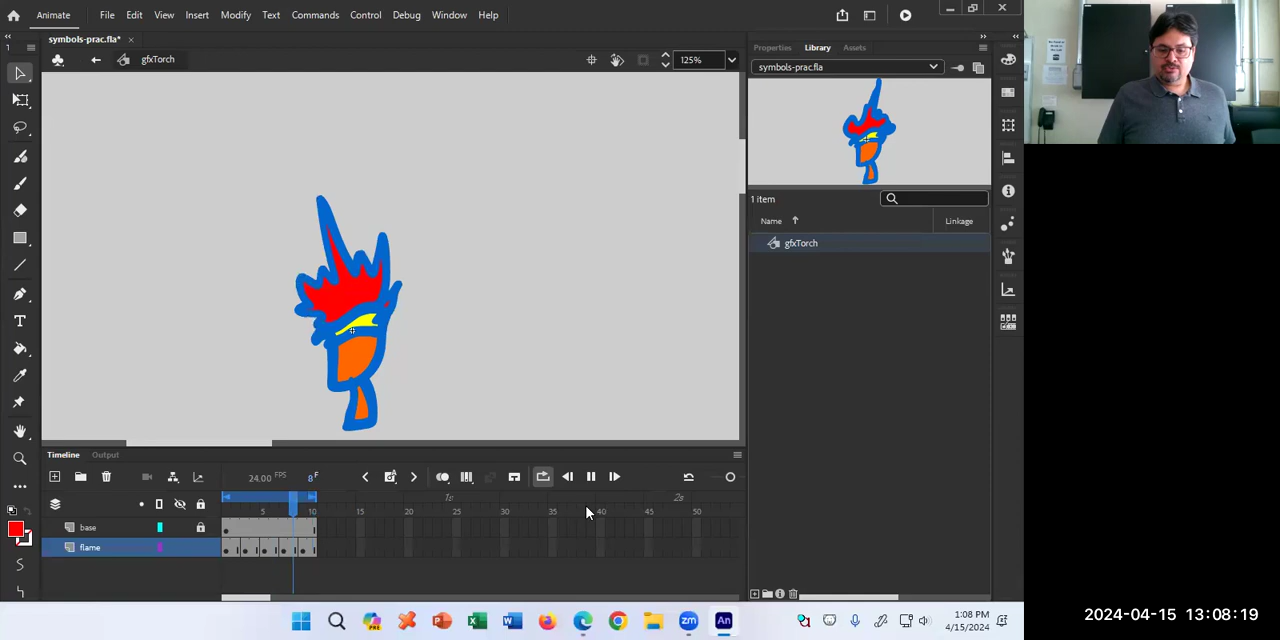 Animate File Edit View Insert Modify Text Commands Control Debug Window Help
symbols-prac.fla* ×
gfxTorch 125%
Properties Library Assets
symbols-prac.fla
1 item
Name Linkage
gfxTorch
Timeline Output
24.00 FPS 8 F
1s 2s
5 10 15 20 25 30 35 40 45 50
base
flame
1:08 PM
4/15/2024
2024-04-15 13:08:19